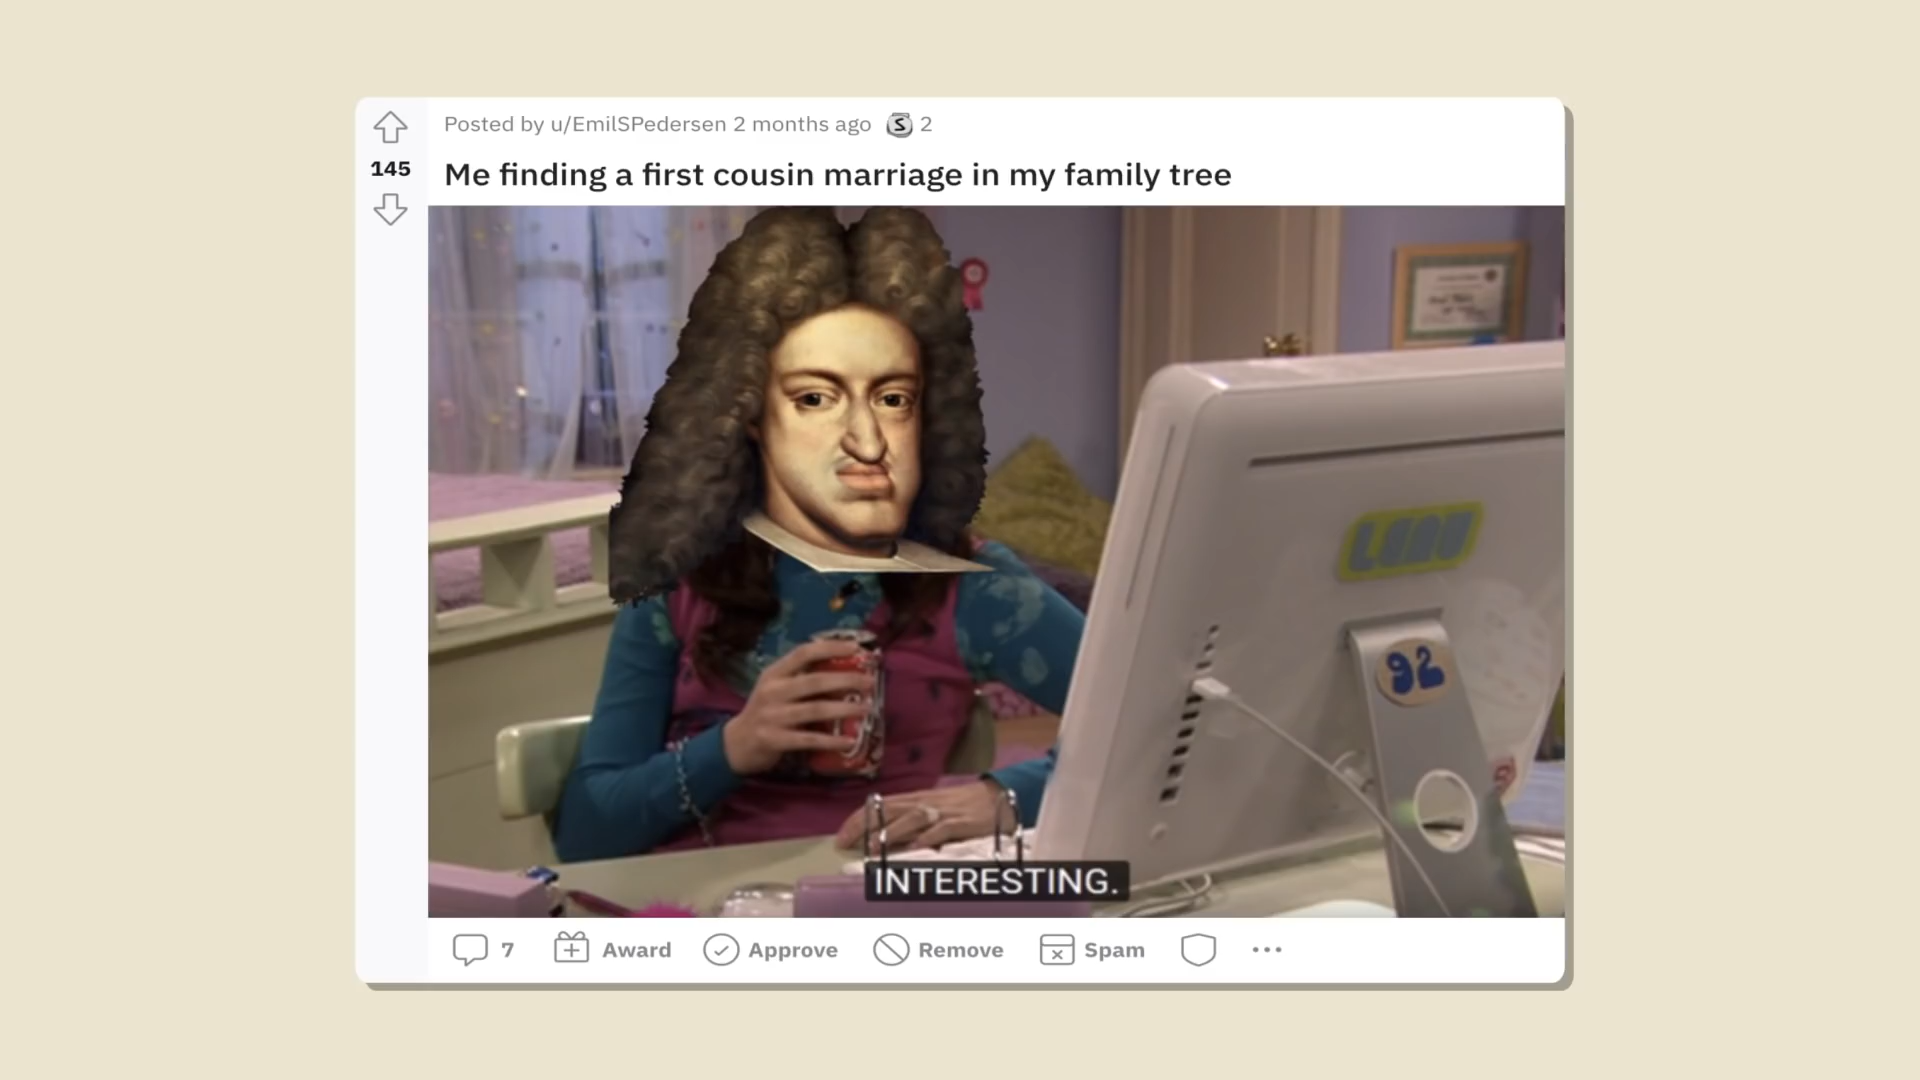 Posted by u/EmilSPedersen 2 months ago S 2
145
Me finding a first cousin marriage in my family tree
92
INTERESTING.
7 Award Approve Remove Spam